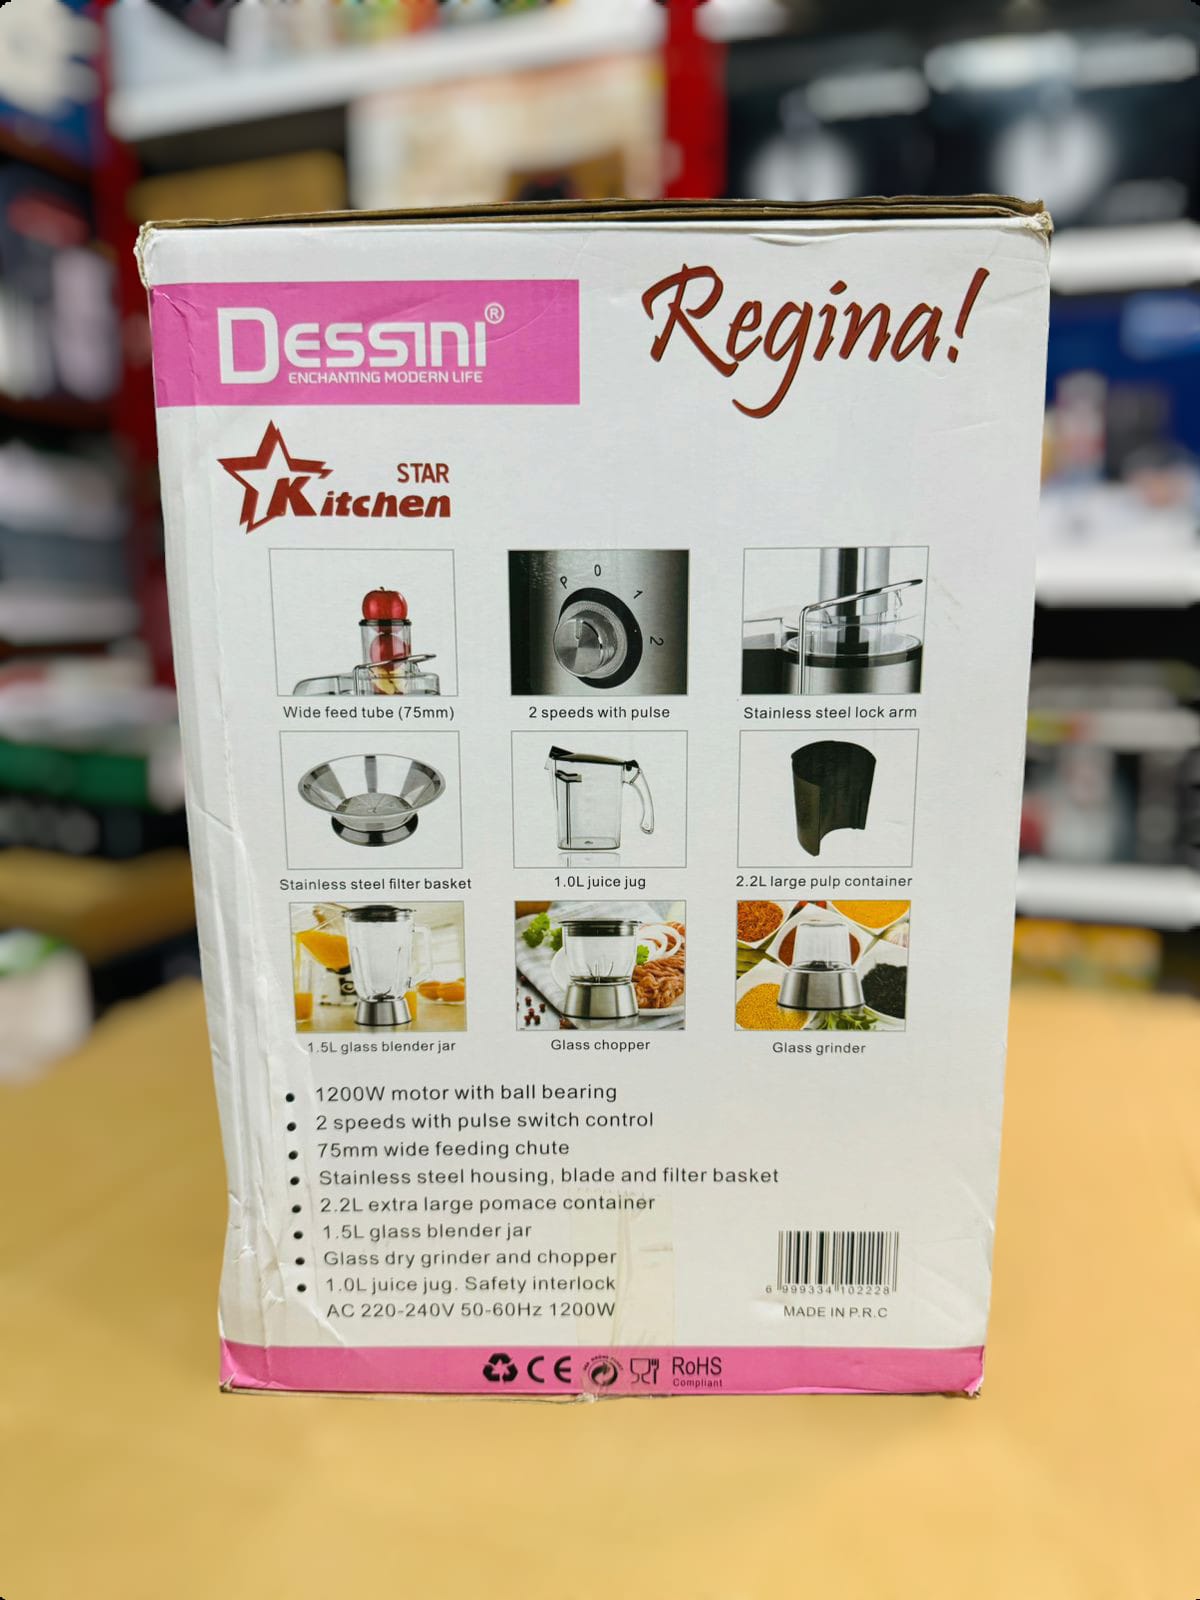 DESSINI®
ENCHANTING MODERN LIFE
Regina!
STAR
Kitchen
P 0 1 2
Wide feed tube (75mm)
2 speeds with pulse
Stainless steel lock arm
Stainless steel filter basket
1.0L juice jug
2.2L large pulp container
1.5L glass blender jar
Glass chopper
Glass grinder
• 1200W motor with ball bearing
• 2 speeds with pulse switch control
• 75mm wide feeding chute
• Stainless steel housing, blade and filter basket
• 2.2L extra large pomace container
• 1.5L glass blender jar
• Glass dry grinder and chopper
• 1.0L juice jug. Safety interlock
AC 220-240V 50-60Hz 1200W
6 999334 102228
MADE IN P.R.C
CE
RoHS
Compliant